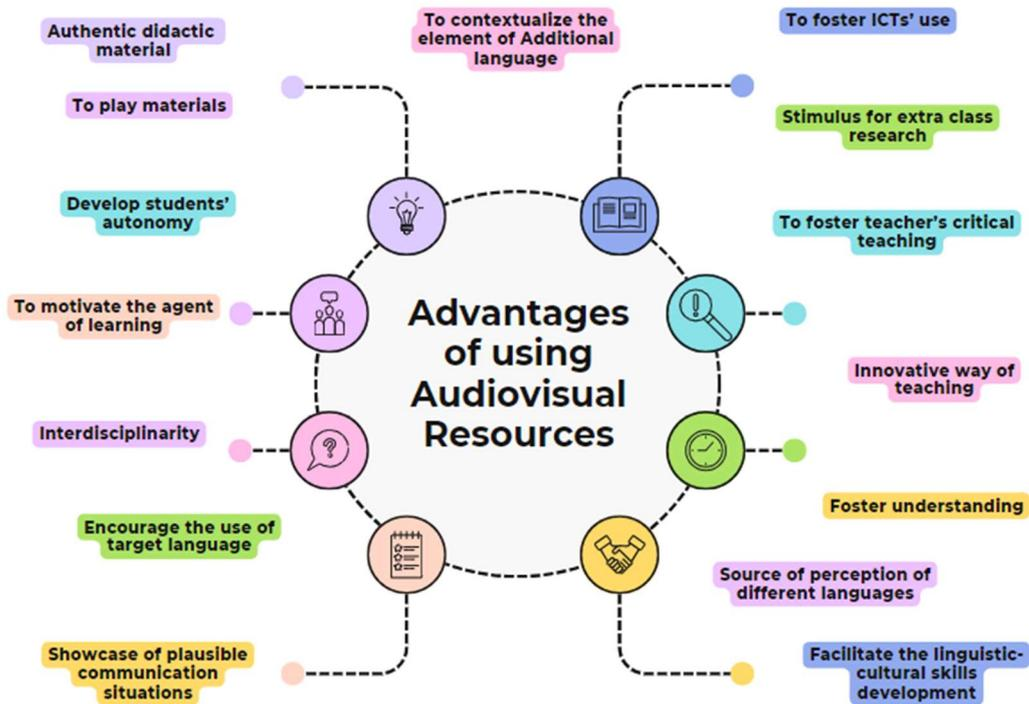 Authentic didactic
material
To play materials
Develop students'
autonomy
To motivate the agent
of learning
Interdisciplinarity
Encourage the use of
target language
Showcase of plausible
communication
situations
To contextualize the
element of Additional
language
Advantages
of using
Audiovisual
Resources
To foster ICTs' use
Stimulus for extra class
research
To foster teacher's critical
teaching
Innovative way of
teaching
Foster understanding
Source of perception of
different languages
Facilitate the linguistic-
cultural skills
development